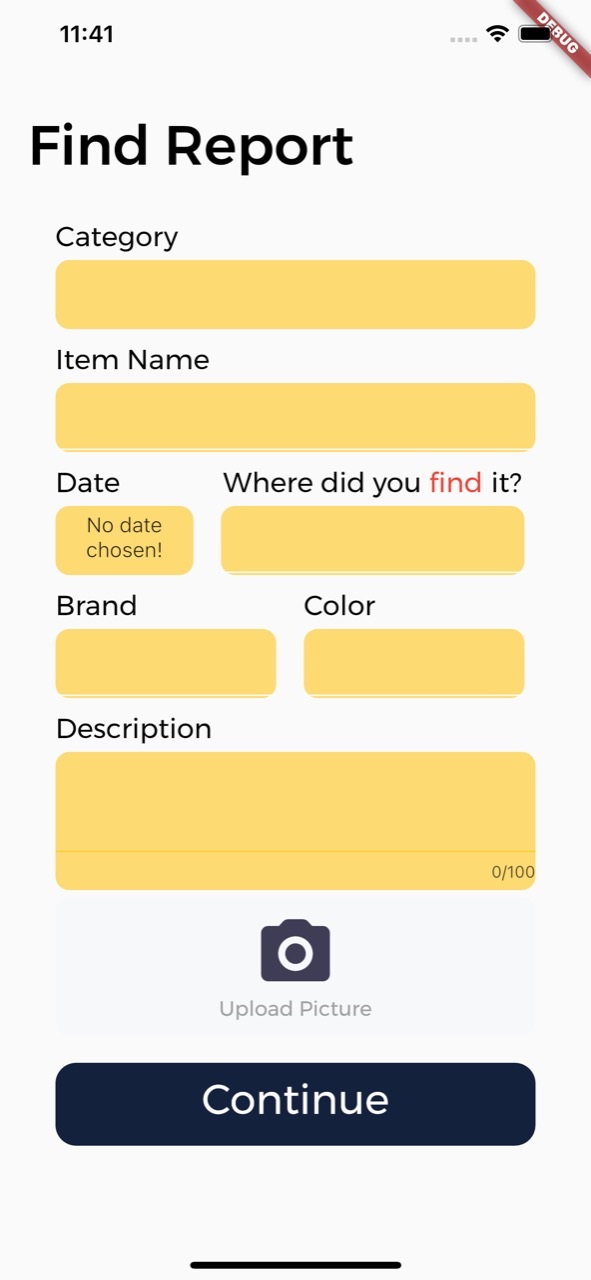 11:41
DEBUG
Find Report
Category
Item Name
Date
Where did you find it?
No date
chosen!
Brand
Color
Description
0/100
Upload Picture
Continue